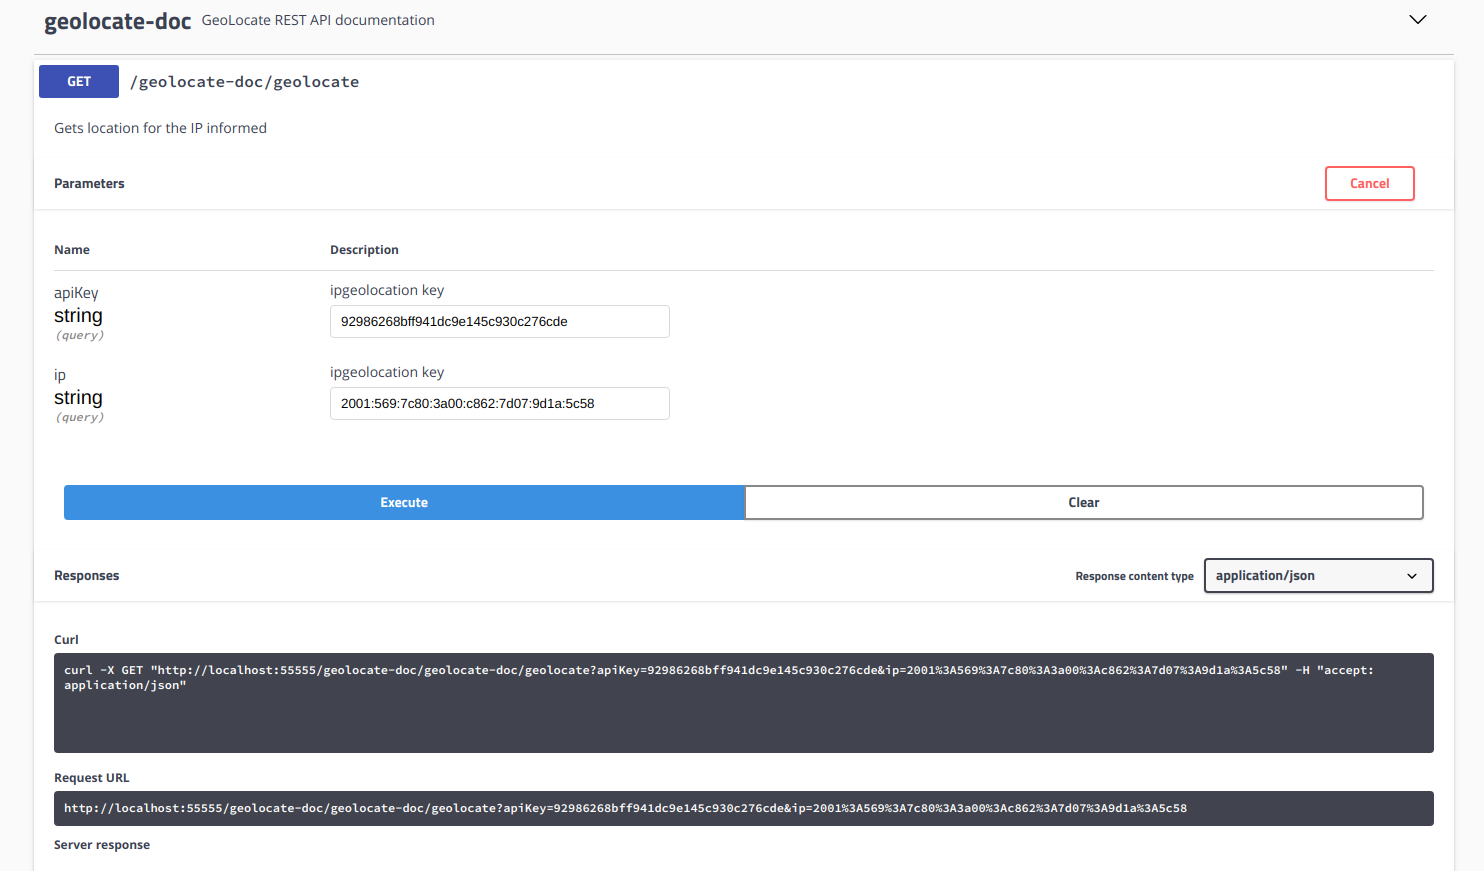 geolocate-doc GeoLocate REST API documentation
GET /geolocate-doc/geolocate
Gets location for the IP informed
Parameters
Cancel
Name Description
apiKey
string
(query)
ipgeolocation key
92986268bff941dc9e145c930c276cde
ip
string
(query)
ipgeolocation key
2001:569:7c80:3a00:c862:7d07:9d1a:5c58
Execute Clear
Responses
Response content type application/json
Curl
curl -X GET "http://localhost:55555/geolocate-doc/geolocate-doc/geolocate?apiKey=92986268bff941dc9e145c930c276cde&ip=2001%3A569%3A7c80%3A3a00%3Ac862%3A7d07%3A9d1a%3A5c58" -H "accept:
application/json"
Request URL
http://localhost:55555/geolocate-doc/geolocate-doc/geolocate?apiKey=92986268bff941dc9e145c930c276cde&ip=2001%3A569%3A7c80%3A3a00%3Ac862%3A7d07%3A9d1a%3A5c58
Server response